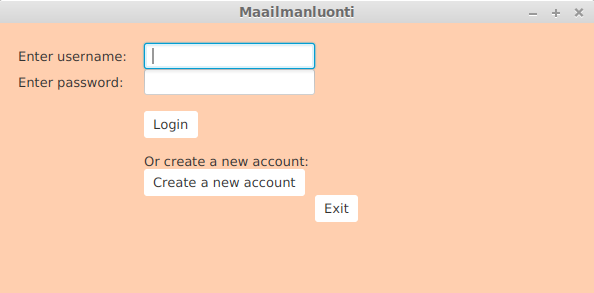 Maailmanluonti
Enter username:
Enter password:
Login
Or create a new account:
Create a new account
Exit